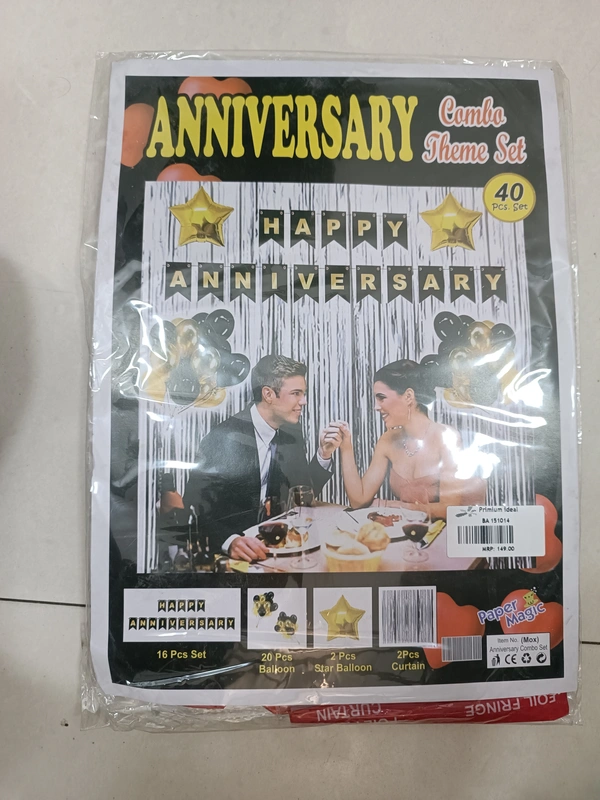 ANNIVERSARY
Combo
Theme Set
40
Pcs. Set
HAPPY
ANNIVERSARY
Primium Ideal
BA 151014
MRP: 149.00
HAPPY
ANNIVERSARY
16 Pcs Set
20 Pcs
Balloon
2 Pcs
Star Balloon
2Pcs
Curtain
Paper
Magic
Item No. (Mox)
Anniversary Combo Set
CE
FOIL FRINGE
CURTAIN